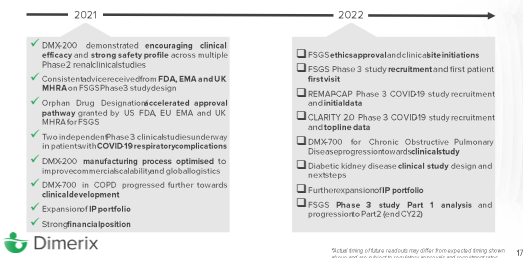 2021
2022
DMX-200 demonstrated encouraging clinical
efficacy and strong safety profile across multiple
Phase 2 renal clinical studies
Consistent advice received from FDA, EMA and UK
MHRA on FSGS Phase 3 study design
Orphan Drug Designation/accelerated approval
pathway granted by US FDA, EU EMA and UK
MHRA for FSGS
Two independent Phase 3 clinical studies underway
in patients with COVID-19 respiratory complications
DMX-200 manufacturing process optimised to
improve commercial scalability and global logistics
DMX-700 in COPD progressed further towards
clinical development
Expansion of IP portfolio
Strong financial position
FSGS ethics approval and clinical site initiations
FSGS Phase 3 study recruitment and first patient
first visit
REMAP-CAP Phase 3 COVID-19 study recruitment
and initial data
CLARITY 2.0 Phase 3 COVID-19 study recruitment
and topline data
DMX-700 for Chronic Obstructive Pulmonary
Disease progression towards clinical study
Diabetic kidney disease clinical study design and
next steps
Further expansion of IP portfolio
FSGS Phase 3 study Part 1 analysis and
progression to Part 2 (end CY22)
Dimerix
*Actual timing of future readouts may differ from expected timing shown
17